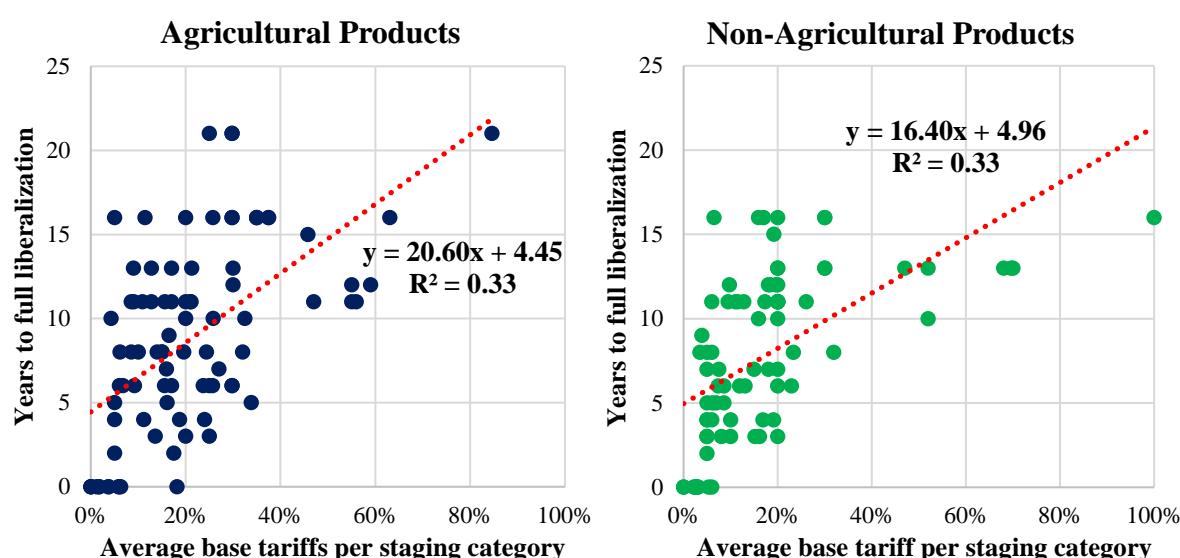 Agricultural Products
25
20
15
10
5
0
Years to full liberalization
y = 20.60x + 4.45
R² = 0.33
0% 20% 40% 60% 80% 100%
Average base tariffs per staging category
Non-Agricultural Products
25
20
15
10
5
0
Years to full liberalization
y = 16.40x + 4.96
R² = 0.33
0% 20% 40% 60% 80% 100%
Average base tariff per staging category